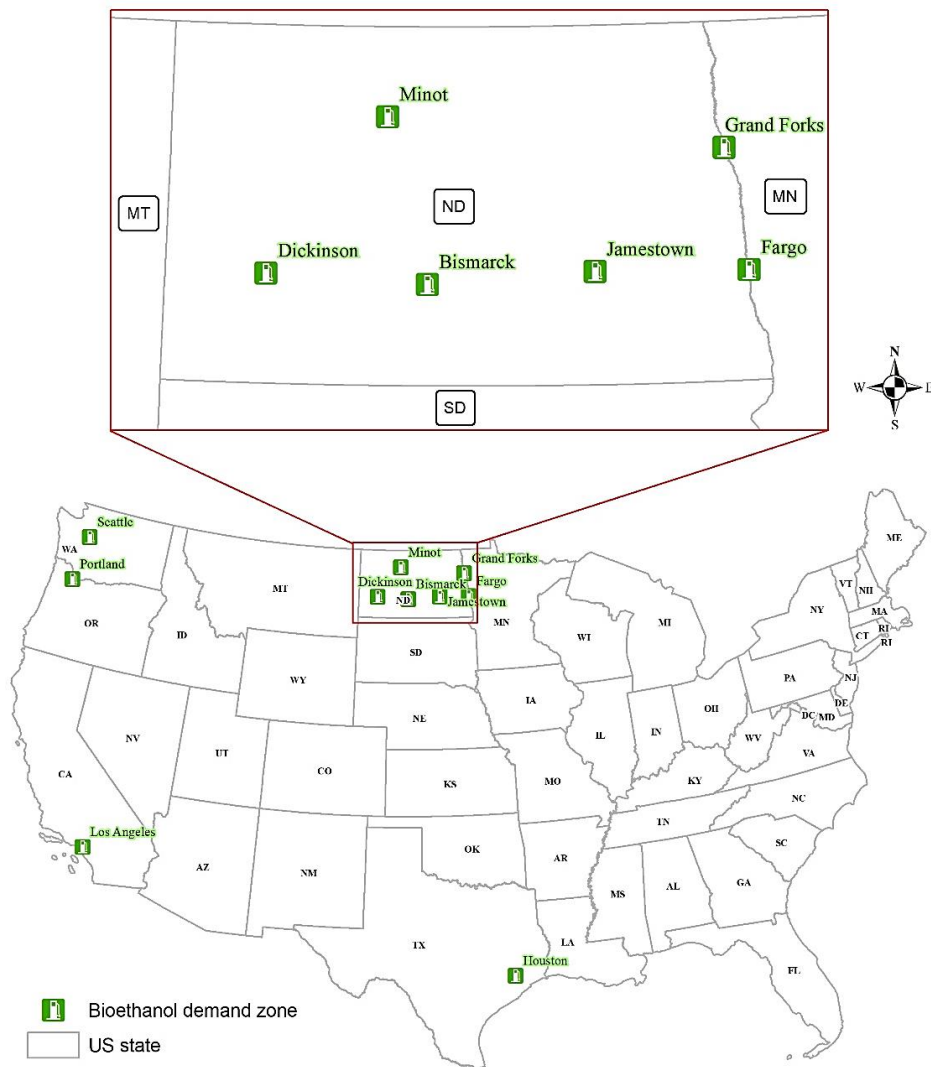 Minot
Grand Forks
MT
ND
MN
Dickinson
Bismarck
Jamestown
Fargo
SD
N
W
E
S
Seattle
WA
Portland
OR
ID
MT
Minot
Grand Forks
Dickinson
Bismarck
Fargo
ND
Jamestown
MN
SD
WY
NE
IA
WI
MI
ME
VT
NH
NY
MA
CT
RI
RI
PA
NJ
DE
DC
MD
OH
IN
IL
WV
VA
CA
NV
UT
CO
KS
MO
KY
NC
TN
SC
Los Angeles
AZ
NM
OK
AR
MS
AL
GA
TX
LA
Houston
FL
Bioethanol demand zone
US state